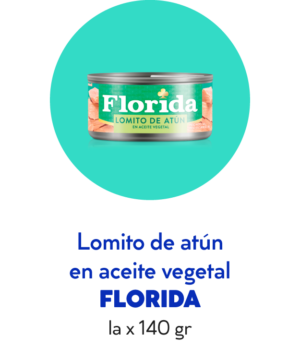 Florida
LOMITO DE ATÚN
EN ACEITE VEGETAL
Lomito de atún
en aceite vegetal
FLORIDA
la x 140 gr